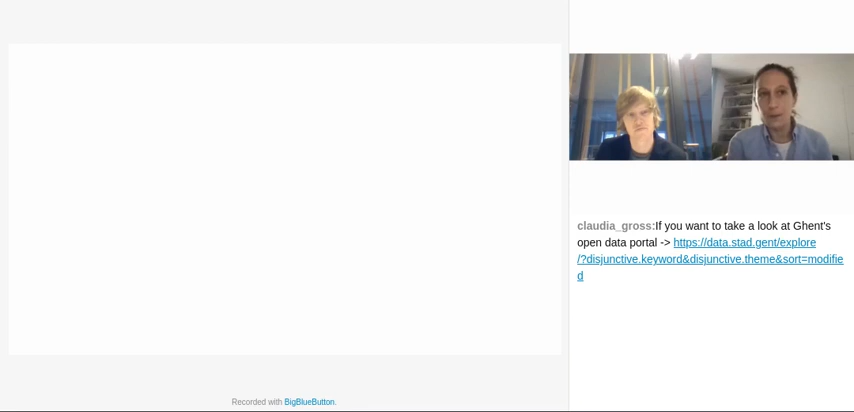 claudia_gross:If you want to take a look at Ghent's
open data portal -> https://data.stad.gent/explore
/?disjunctive.keyword&disjunctive.theme&sort=modifie
d
Recorded with BigBlueButton.